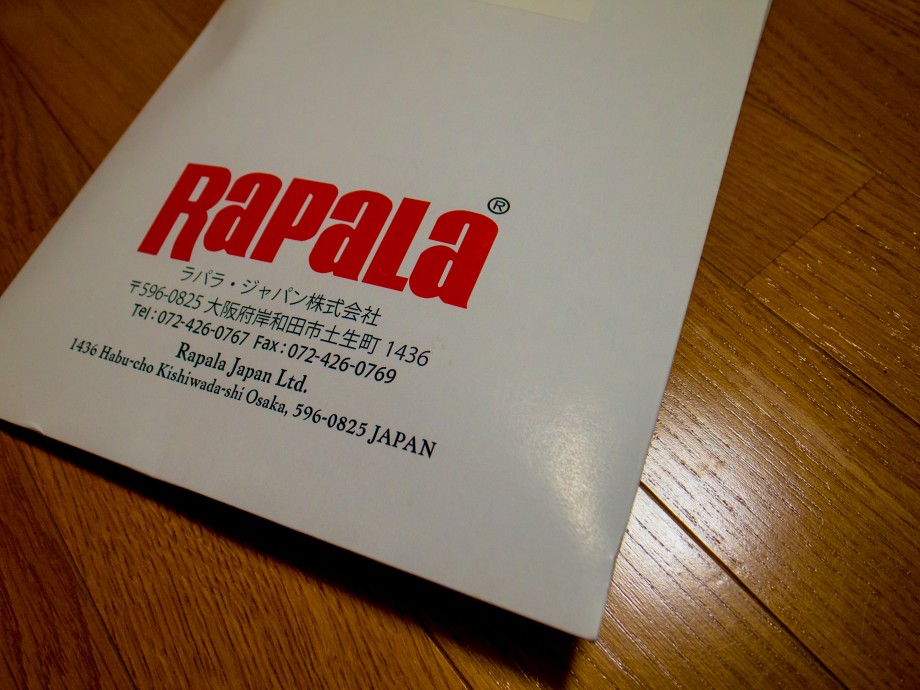 Rapala®
ラパラ・ジャパン株式会社
〒596-0825 大阪府岸和田市土生町 1436
Tel:072-426-0767 Fax:072-426-0769
Rapala Japan Ltd.
1436 Habu-cho Kishiwada-shi Osaka, 596-0825 JAPAN